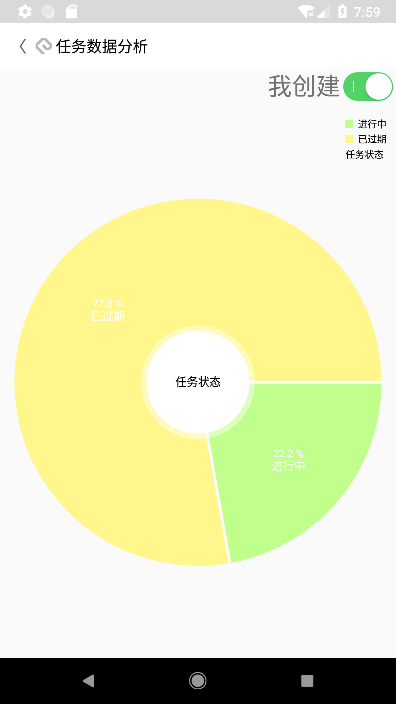 7:59
任务数据分析
我创建
进行中
已过期
任务状态
77.8 %
已过期
任务状态
22.2 %
进行中